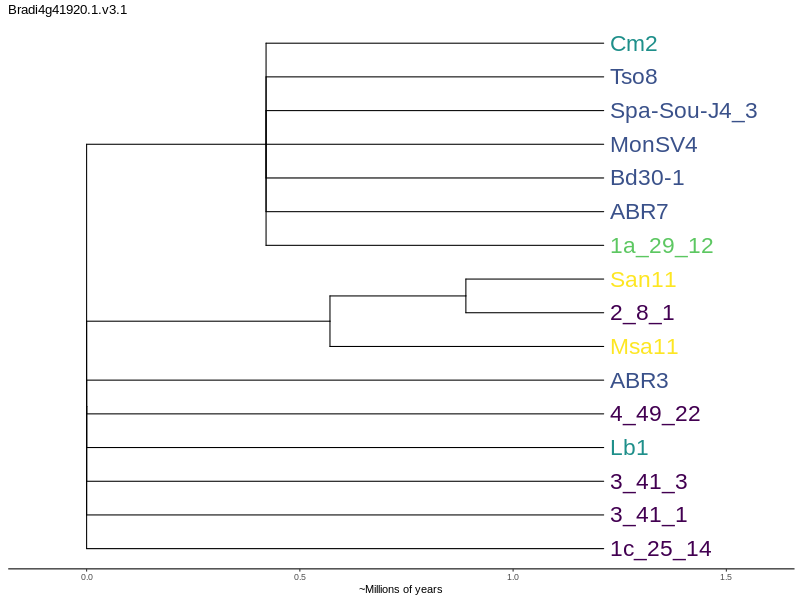 Bradi4g41920.1.v3.1
Cm2
Tso8
Spa-Sou-J4_3
MonSV4
Bd30-1
ABR7
1a_29_12
San11
2_8_1
Msa11
ABR3
4_49_22
Lb1
3_41_3
3_41_1
1c_25_14
0.0 0.5 1.0 1.5
~Millions of years